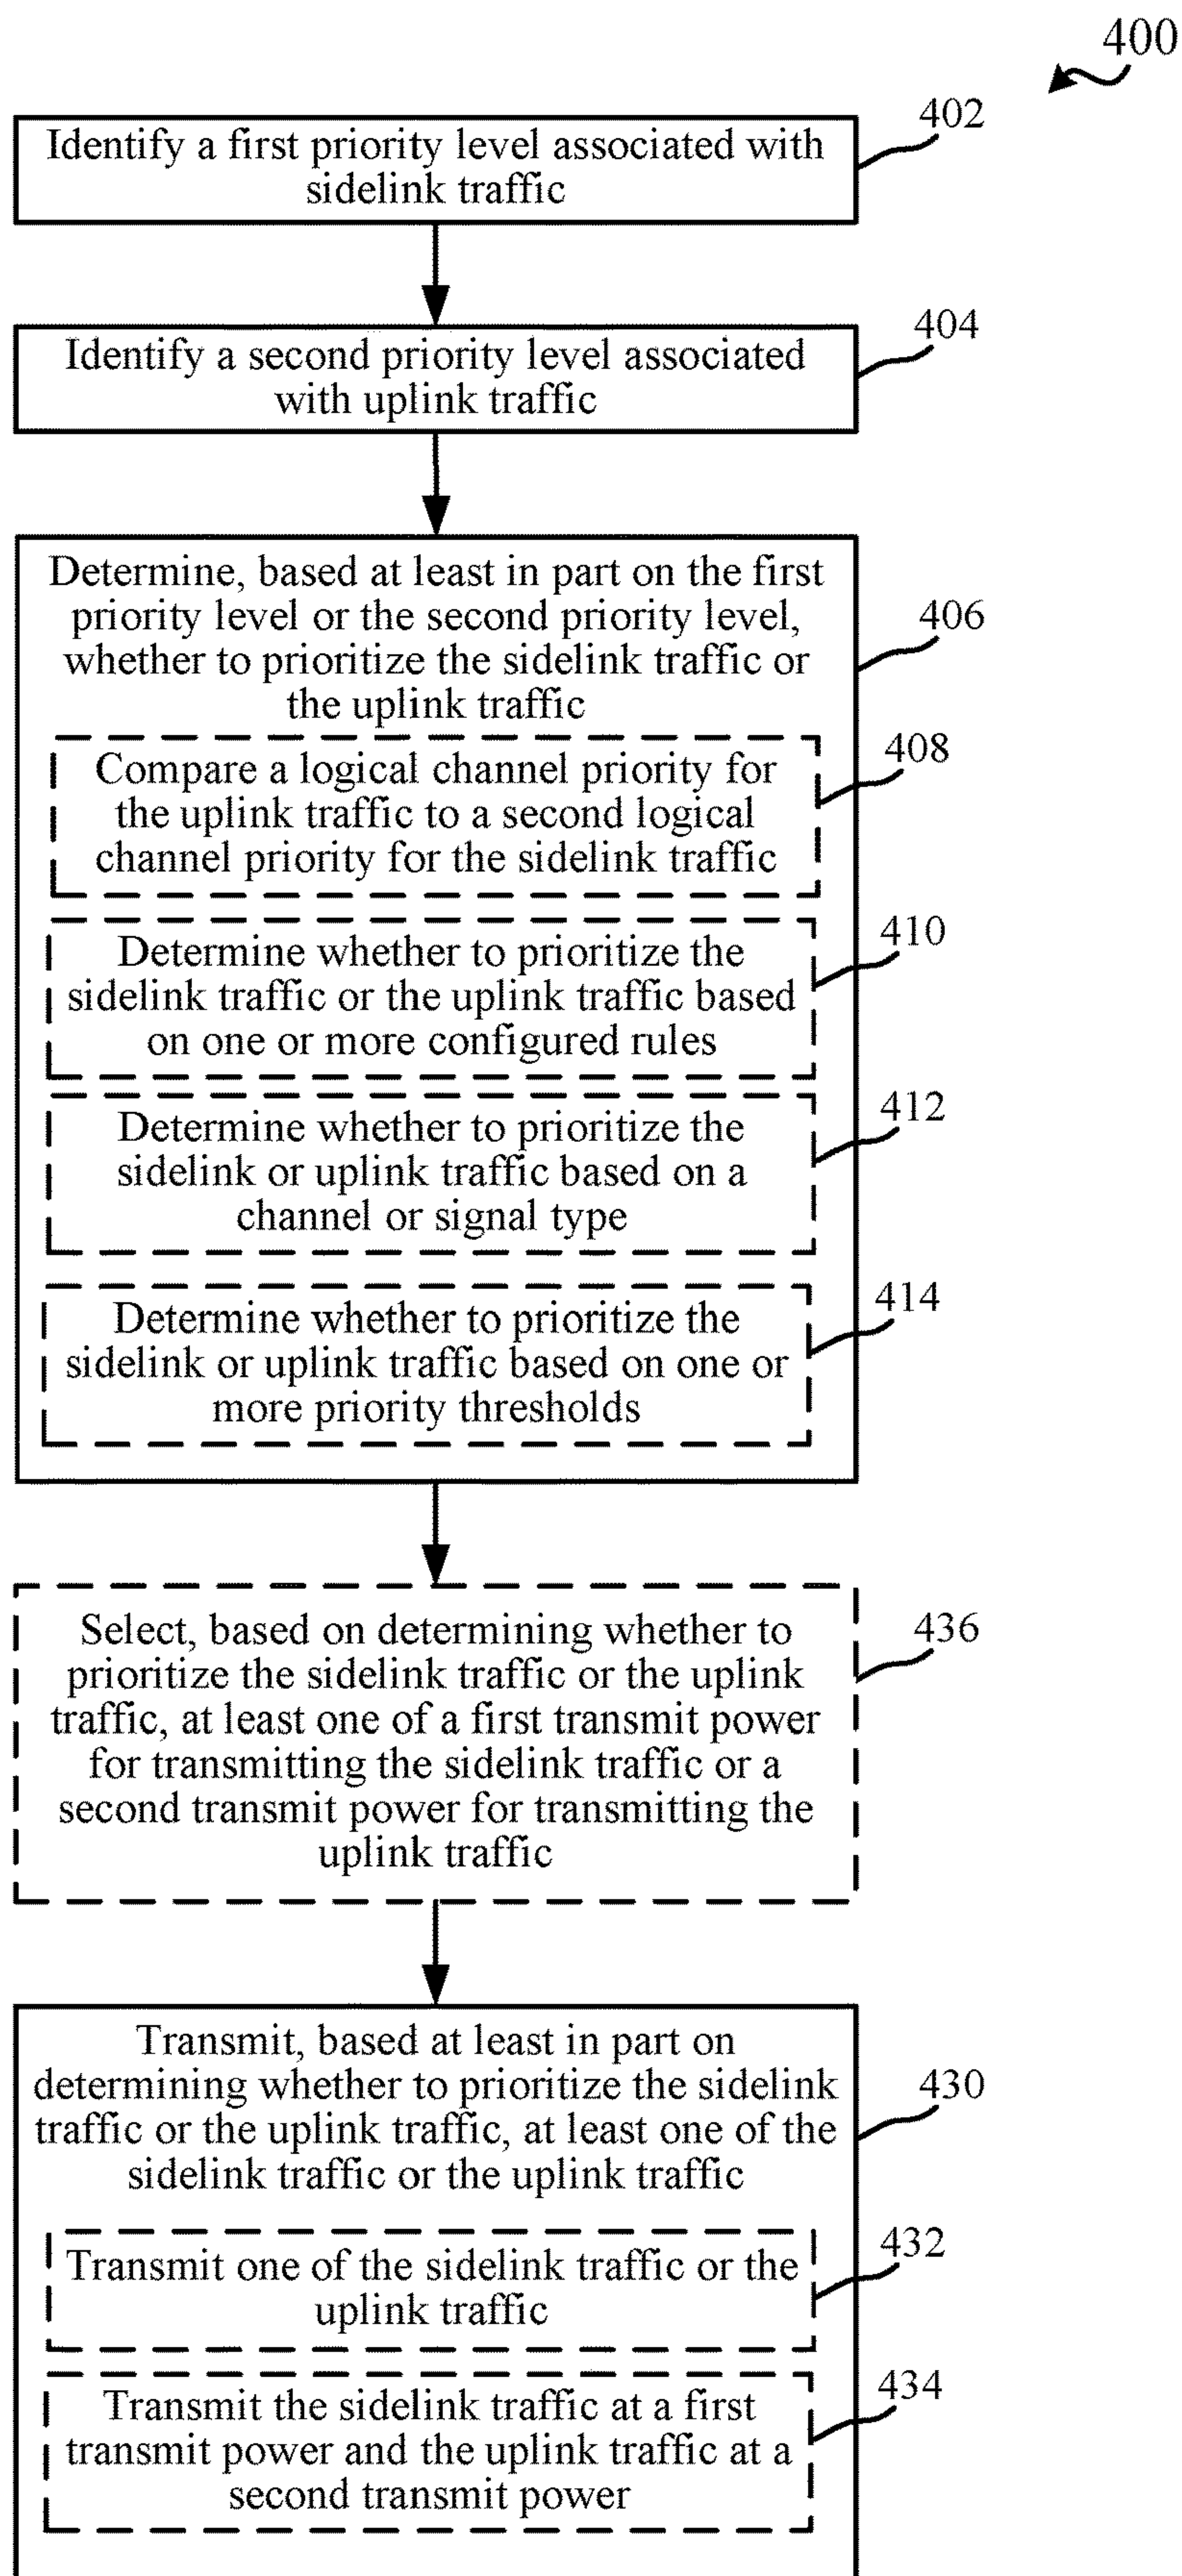 400
402
Identify a first priority level associated with
sidelink traffic
404
Identify a second priority level associated
with uplink traffic
Determine, based at least in part on the first
priority level or the second priority level,
whether to prioritize the sidelink traffic or
the uplink traffic
406
408
Compare a logical channel priority for
the uplink traffic to a second logical
channel priority for the sidelink traffic
410
Determine whether to prioritize the
sidelink traffic or the uplink traffic based
on one or more configured rules
412
Determine whether to prioritize the
sidelink or uplink traffic based on a
channel or signal type
414
Determine whether to prioritize the
sidelink or uplink traffic based on one or
more priority thresholds
436
Select, based on determining whether to
prioritize the sidelink traffic or the uplink
traffic, at least one of a first transmit power
for transmitting the sidelink traffic or a
second transmit power for transmitting the
uplink traffic
Transmit, based at least in part on
determining whether to prioritize the sidelink
traffic or the uplink traffic, at least one of the
sidelink traffic or the uplink traffic
430
432
Transmit one of the sidelink traffic or the
uplink traffic
434
Transmit the sidelink traffic at a first
transmit power and the uplink traffic at a
second transmit power